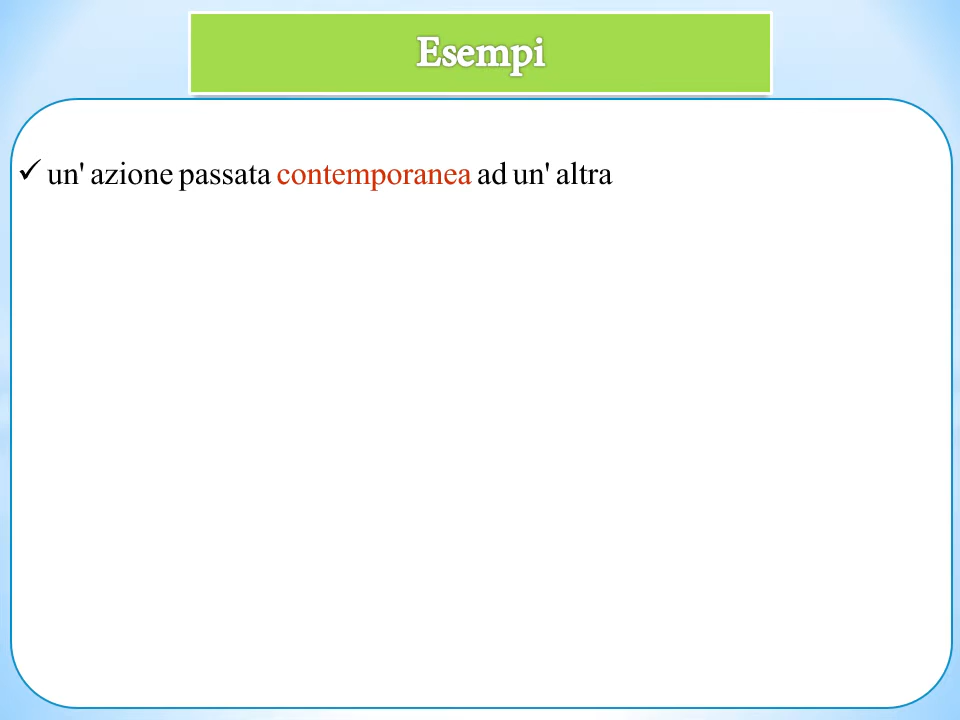 Esempi
✓ un' azione passata contemporanea ad un' altra